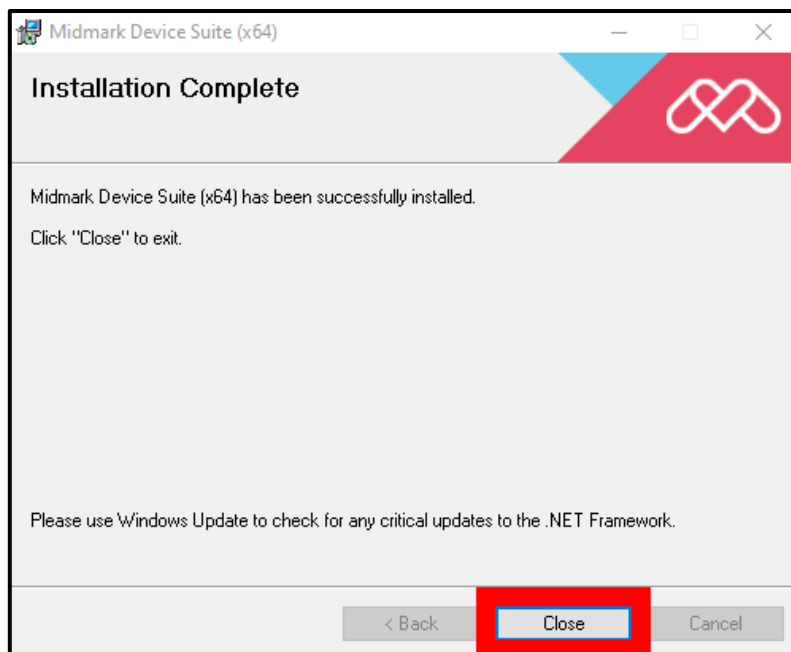 Midmark Device Suite (x64)
Installation Complete
Midmark Device Suite (x64) has been successfully installed.
Click "Close" to exit.
Please use Windows Update to check for any critical updates to the .NET Framework.
< Back Close Cancel